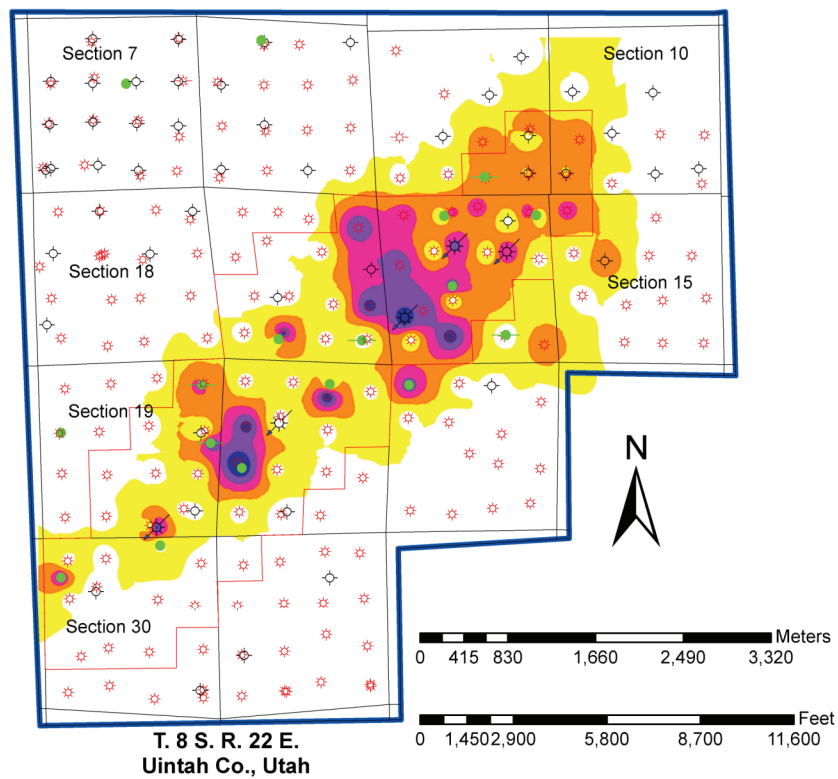 Section 7
Section 10
Section 18
Section 15
Section 19
N
Section 30
Meters
0 415 830 1,660 2,490 3,320
Feet
0 1,450 2,900 5,800 8,700 11,600
T. 8 S. R. 22 E.
Uintah Co., Utah